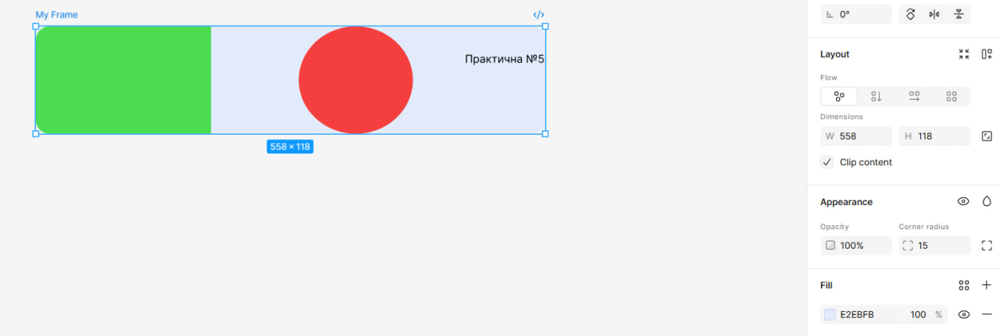 My Frame
0°
Практична №5
558 × 118
Layout
Flow
Dimensions
W 558
H 118
Clip content
Appearance
Opacity
Corner radius
100%
15
Fill
E2EBFB
100 %